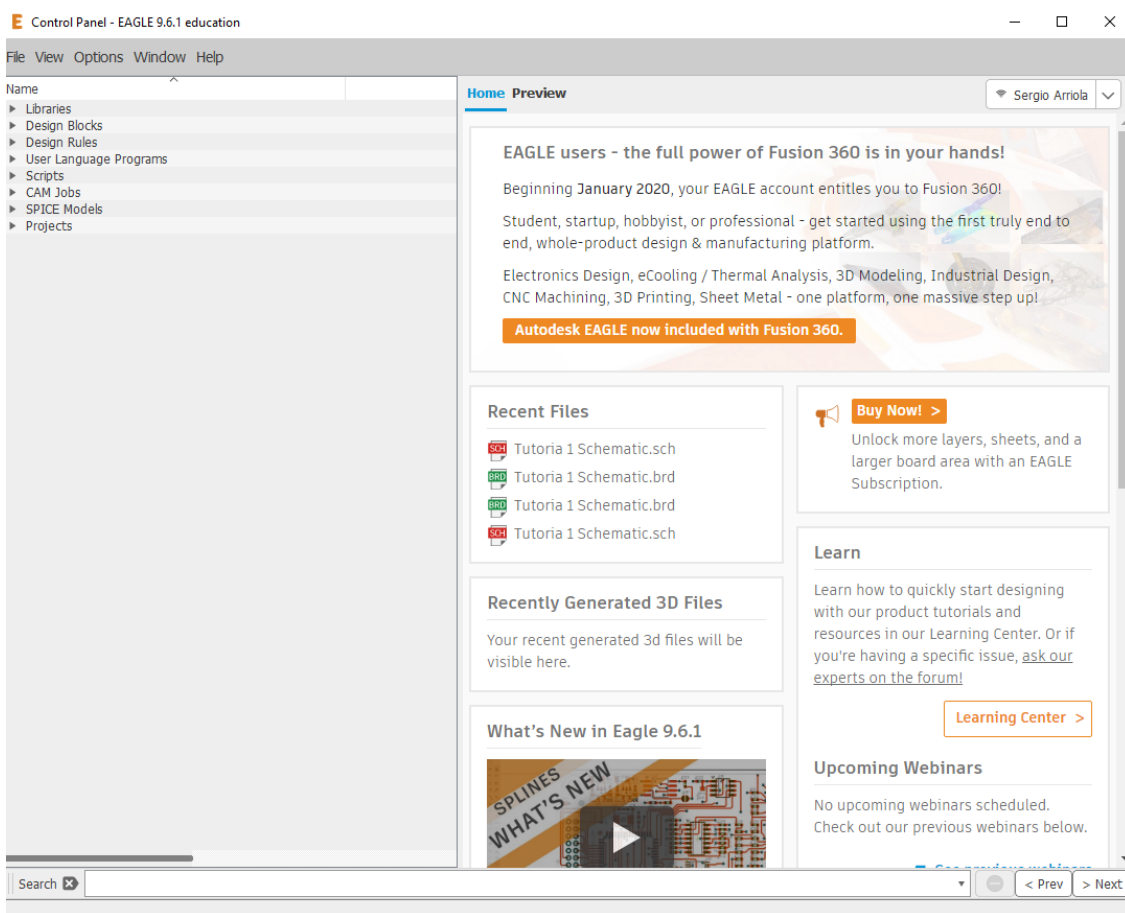 Control Panel - EAGLE 9.6.1 education
File View Options Window Help
Name
Libraries
Design Blocks
Design Rules
User Language Programs
Scripts
CAM Jobs
SPICE Models
Projects
Home Preview
Sergio Arriola
EAGLE users - the full power of Fusion 360 is in your hands!
Beginning January 2020, your EAGLE account entitles you to Fusion 360!
Student, startup, hobbyist, or professional - get started using the first truly end to
end, whole-product design & manufacturing platform.
Electronics Design, eCooling / Thermal Analysis, 3D Modeling, Industrial Design,
CNC Machining, 3D Printing, Sheet Metal - one platform, one massive step up!
Autodesk EAGLE now included with Fusion 360.
Recent Files
SCH Tutoria 1 Schematic.sch
BRD Tutoria 1 Schematic.brd
BRD Tutoria 1 Schematic.brd
SCH Tutoria 1 Schematic.sch
Recently Generated 3D Files
Your recent generated 3d files will be
visible here.
What's New in Eagle 9.6.1
SPLINES
WHAT'S NEW
Buy Now! >
Unlock more layers, sheets, and a
larger board area with an EAGLE
Subscription.
Learn
Learn how to quickly start designing
with our product tutorials and
resources in our Learning Center. Or if
you're having a specific issue, ask our
experts on the forum!
Learning Center >
Upcoming Webinars
No upcoming webinars scheduled.
Check out our previous webinars below.
See previous webinars
Search
< Prev
> Next